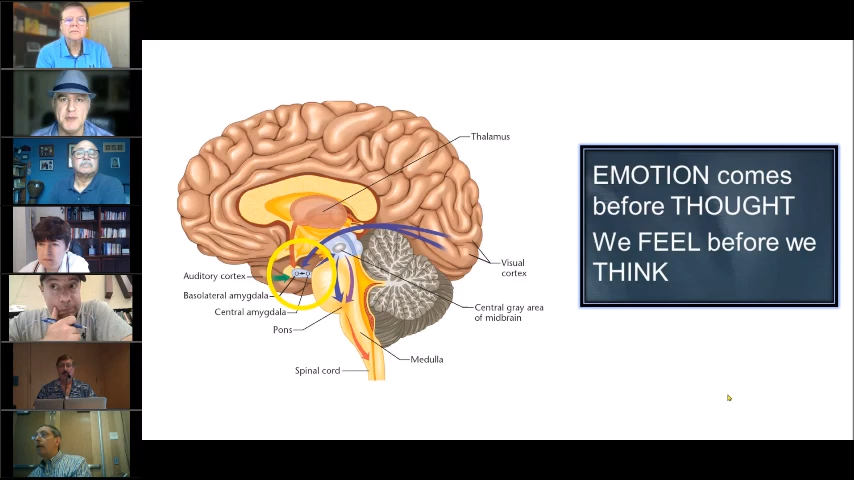 Thalamus
Auditory cortex
Basolateral amygdala
Central amygdala
Pons
Spinal cord
Visual
cortex
Central gray area
of midbrain
Medulla
EMOTION comes
before THOUGHT
We FEEL before we
THINK